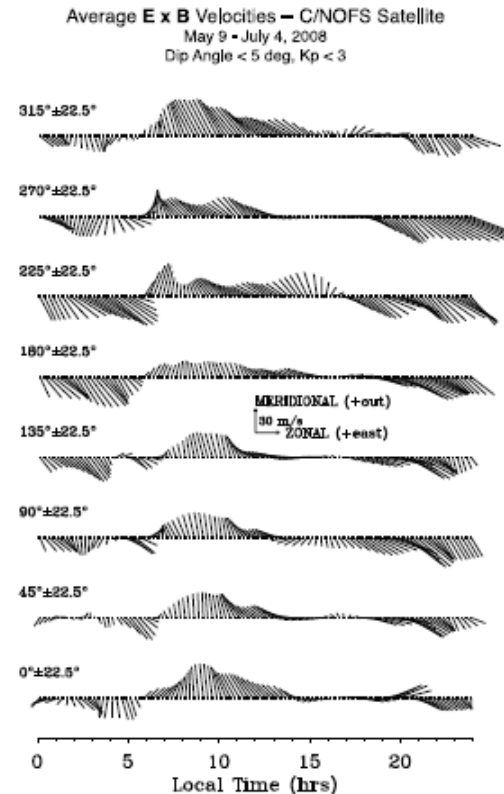 Average E x B Velocities – C/NOFS Satellite
May 9 - July 4, 2008
Dip Angle < 5 deg, Kp < 3
315°±22.5°
270°±22.5°
225°±22.5°
180°±22.5°
MERIDIONAL (+out)
30 m/s
ZONAL (+east)
135°±22.5°
90°±22.5°
45°±22.5°
0°±22.5°
0 5 10 15 20
Local Time (hrs)